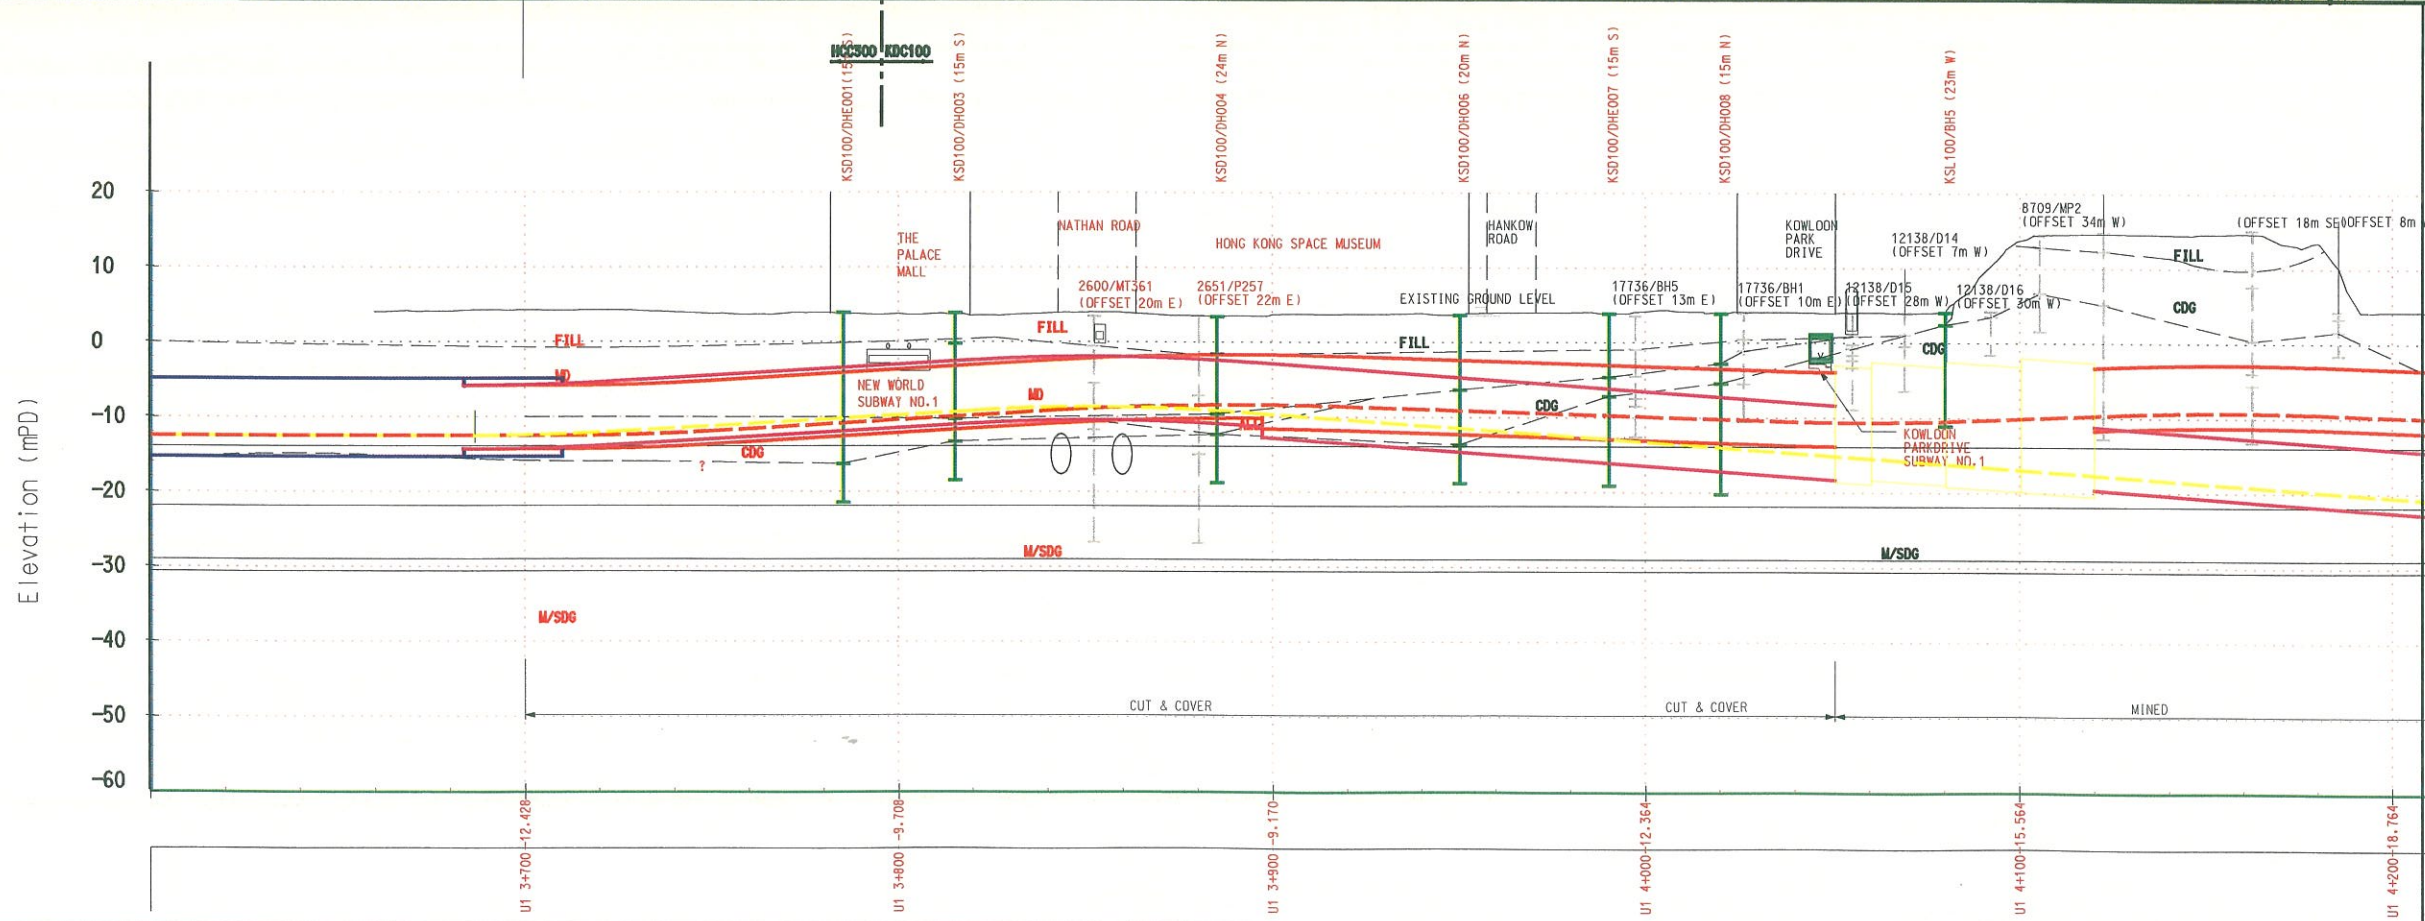 HCC300 KDC100
KSD100/DHE001(15m S)
KSD100/DH003 (15m S)
KSD100/DH004 (24m N)
KSD100/DH006 (20m N)
KSD100/DHE007 (15m S)
KSD100/DH008 (15m N)
KSL100/BH5 (23m W)
Elevation (mPD)
20
10
0
-10
-20
-30
-40
-50
-60
THE
PALACE
MALL
NATHAN ROAD
HONG KONG SPACE MUSEUM
HANKOW
ROAD
KOWLOON
PARK
DRIVE
12138/D14
(OFFSET 7m W)
8709/MP2
(OFFSET 34m W)
(OFFSET 18m SE)
(OFFSET 8m
2600/MT361
(OFFSET 20m E)
2651/P257
(OFFSET 22m E)
EXISTING GROUND LEVEL
17736/BH5
(OFFSET 13m E)
17736/BH1
(OFFSET 10m E)
12138/D15
(OFFSET 28m W)
12138/D16
(OFFSET 30m W)
FILL
FILL
FILL
FILL
CDG
CDG
MD
NEW WORLD
SUBWAY NO.1
MD
CDG
ALL
CDG
?
KOWLOON
PARKDRIVE
SUBWAY NO.1
M/SDG
M/SDG
M/SDG
CUT & COVER
CUT & COVER
MINED
U1 3+700-12.428
U1 3+800 -9.708
U1 3+900 -9.170
U1 4+000-12.364
U1 4+100-15.564
U1 4+200-18.764